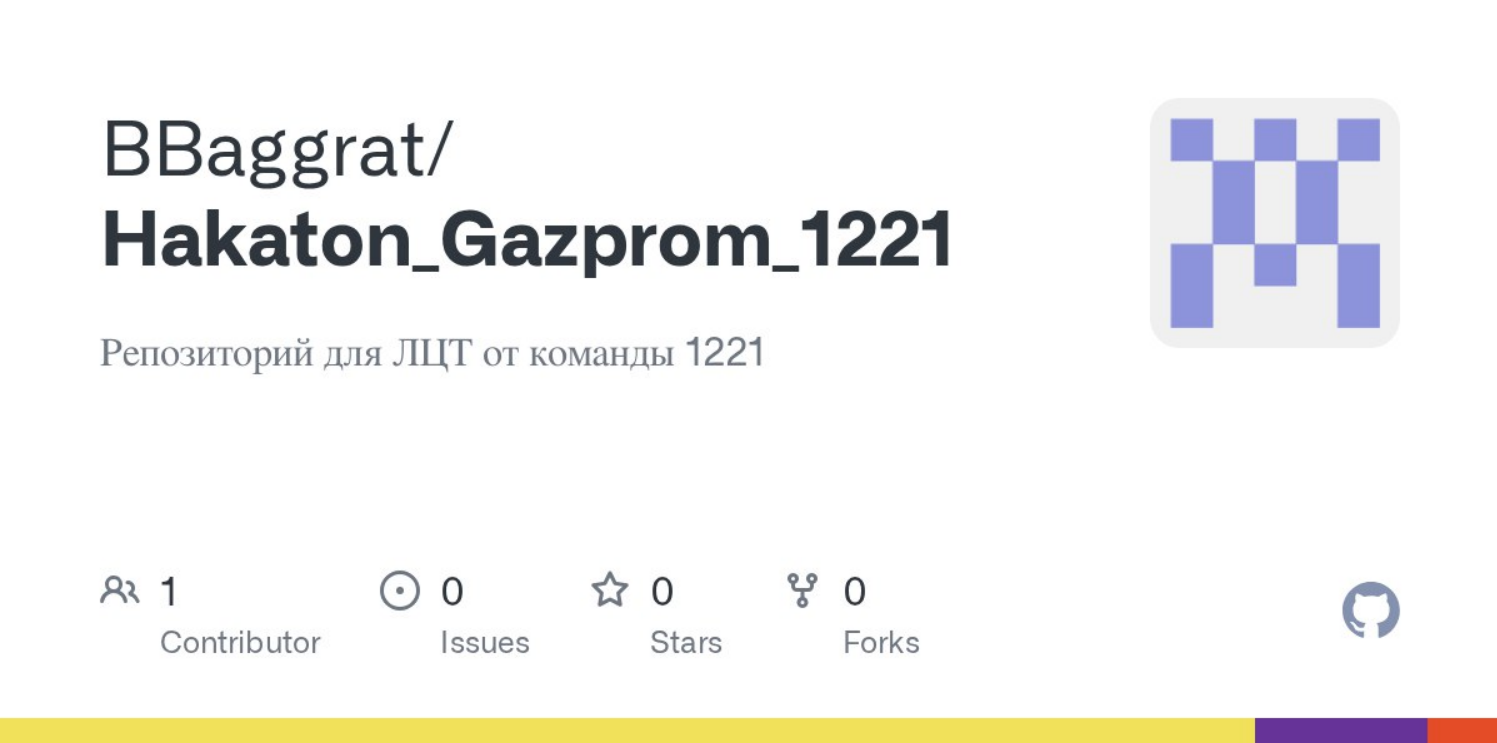 BBaggrat/
Hakaton_Gazprom_1221
Репозиторий для ЛЦТ от команды 1221
1 0 0 0
Contributor Issues Stars Forks